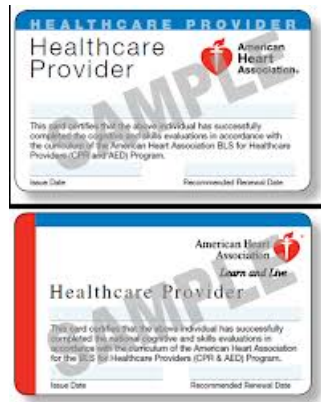 HEALTHCARE PROVIDER
Healthcare
Provider
American
Heart
Association®
SAMPLE
This card certifies that the above individual has successfully
completed the cognitive and skills evaluations in accordance with
the curriculum of the American Heart Association BLS for Healthcare
Providers (CPR and AED) Program.
Issue Date Recommended Renewal Date
American Heart
Association
Learn and Live
Healthcare Provider
SAMPLE
This card certifies that the above individual has successfully
completed the national cognitive and skills evaluations in
accordance with the curriculum of the American Heart Association
for the BLS for Healthcare Providers (CPR & AED) Program.
Issue Date Recommended Renewal Date